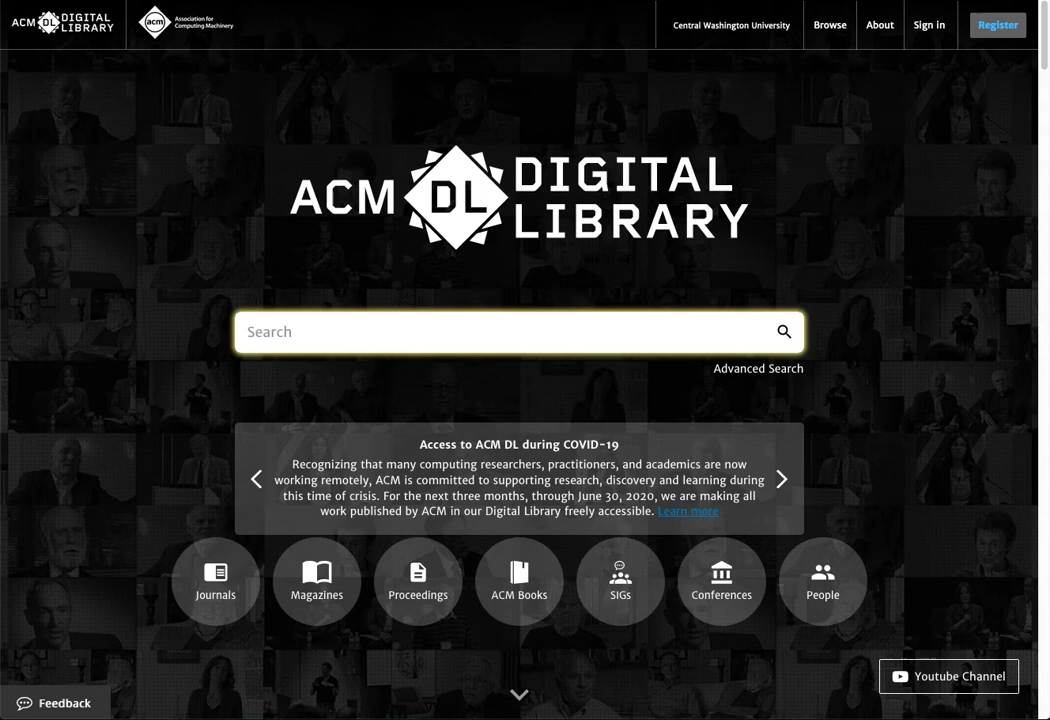 ACM DL DIGITAL LIBRARY
acm Association for Computing Machinery
Central Washington University
Browse
About
Sign in
Register
ACM DL DIGITAL
LIBRARY
Search
Advanced Search
Access to ACM DL during COVID-19
Recognizing that many computing researchers, practitioners, and academics are now
working remotely, ACM is committed to supporting research, discovery and learning during
this time of crisis. For the next three months, through June 30, 2020, we are making all
work published by ACM in our Digital Library freely accessible. Learn more
Journals
Magazines
Proceedings
ACM Books
SIGs
Conferences
People
Youtube Channel
Feedback